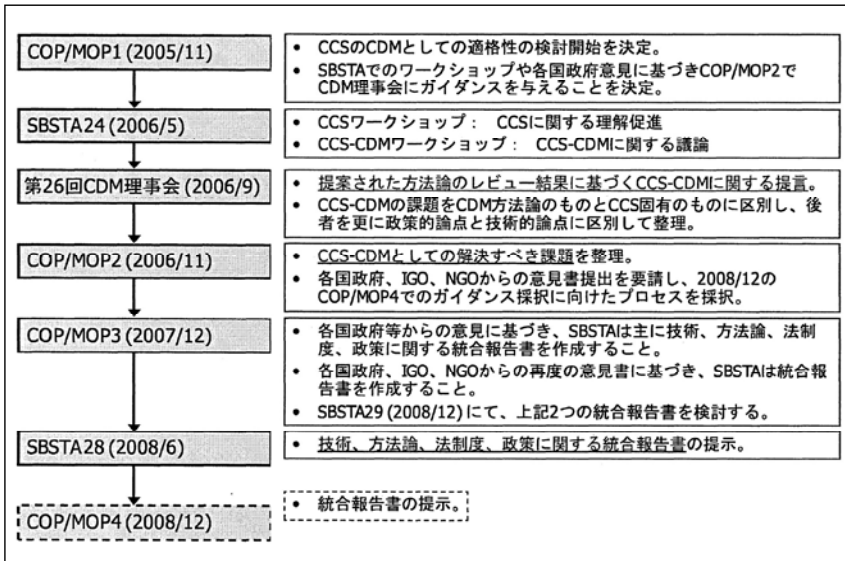 COP/MOP1 (2005/11)
• CCSのCDMとしての適格性の検討開始を決定。
• SBSTAでのワークショップや各国政府意見に基づきCOP/MOP2で
CDM理事会にガイダンスを与えることを決定。
SBSTA24 (2006/5)
• CCSワークショップ： CCSに関する理解促進
• CCS-CDMワークショップ： CCS-CDMに関する議論
第26回CDM理事会 (2006/9)
• 提案された方法論のレビュー結果に基づくCCS-CDMに関する提言。
• CCS-CDMの課題をCDM方法論のものとCCS固有のものに区別し、後
者を更に政策的論点と技術的論点に区別して整理。
COP/MOP2 (2006/11)
• CCS-CDMとしての解決すべき課題を整理。
• 各国政府、IGO、NGOからの意見書提出を要請し、2008/12の
COP/MOP4でのガイダンス採択に向けたプロセスを採択。
COP/MOP3 (2007/12)
• 各国政府等からの意見に基づき、SBSTAは主に技術、方法論、法制
度、政策に関する統合報告書を作成すること。
• 各国政府、IGO、NGOからの再度の意見書に基づき、SBSTAは統合報
告書を作成すること。
• SBSTA29 (2008/12)にて、上記2つの統合報告書を検討する。
SBSTA28 (2008/6)
• 技術、方法論、法制度、政策に関する統合報告書の提示。
COP/MOP4 (2008/12)
• 統合報告書の提示。